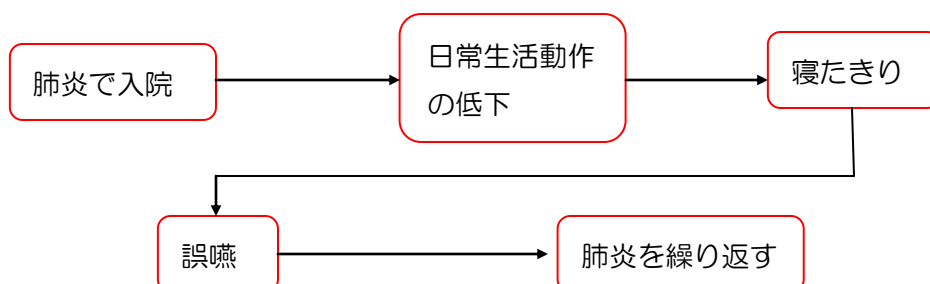 肺炎で入院
日常生活動作
の低下
寝たきり
誤嚥
肺炎を繰り返す